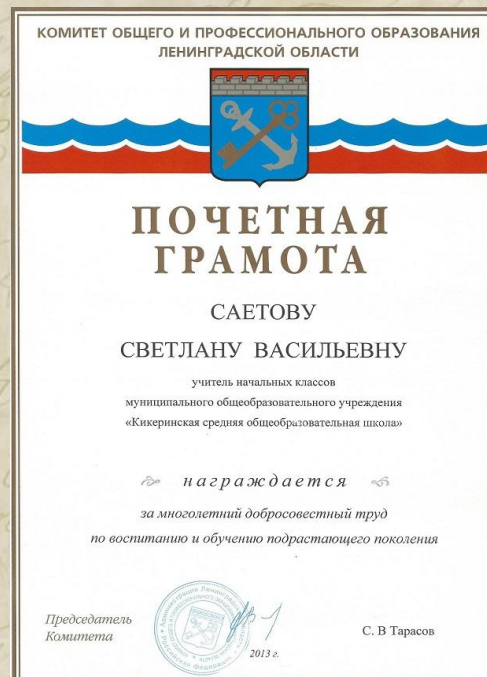 КОМИТЕТ ОБЩЕГО И ПРОФЕССИОНАЛЬНОГО ОБРАЗОВАНИЯ
ЛЕНИНГРАДСКОЙ ОБЛАСТИ
ПОЧЕТНАЯ
ГРАМОТА
САЕТОВУ
СВЕТЛАНУ ВАСИЛЬЕВНУ
учитель начальных классов
муниципального общеобразовательного учреждения
«Кикеринская средняя общеобразовательная школа»
награждается
за многолетний добросовестный труд
по воспитанию и обучению подрастающего поколения
Председатель
Комитета
С. В Тарасов
2013 г.